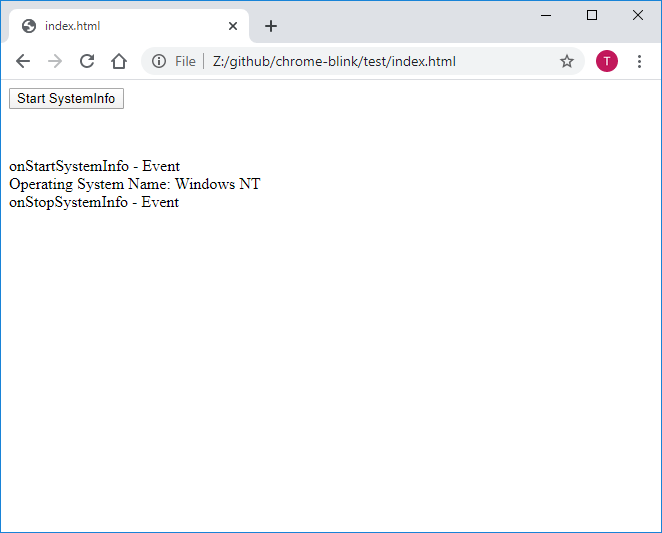 index.html
File
Z:/github/chrome-blink/test/index.html
T
Start SystemInfo
onStartSystemInfo - Event
Operating System Name: Windows NT
onStopSystemInfo - Event